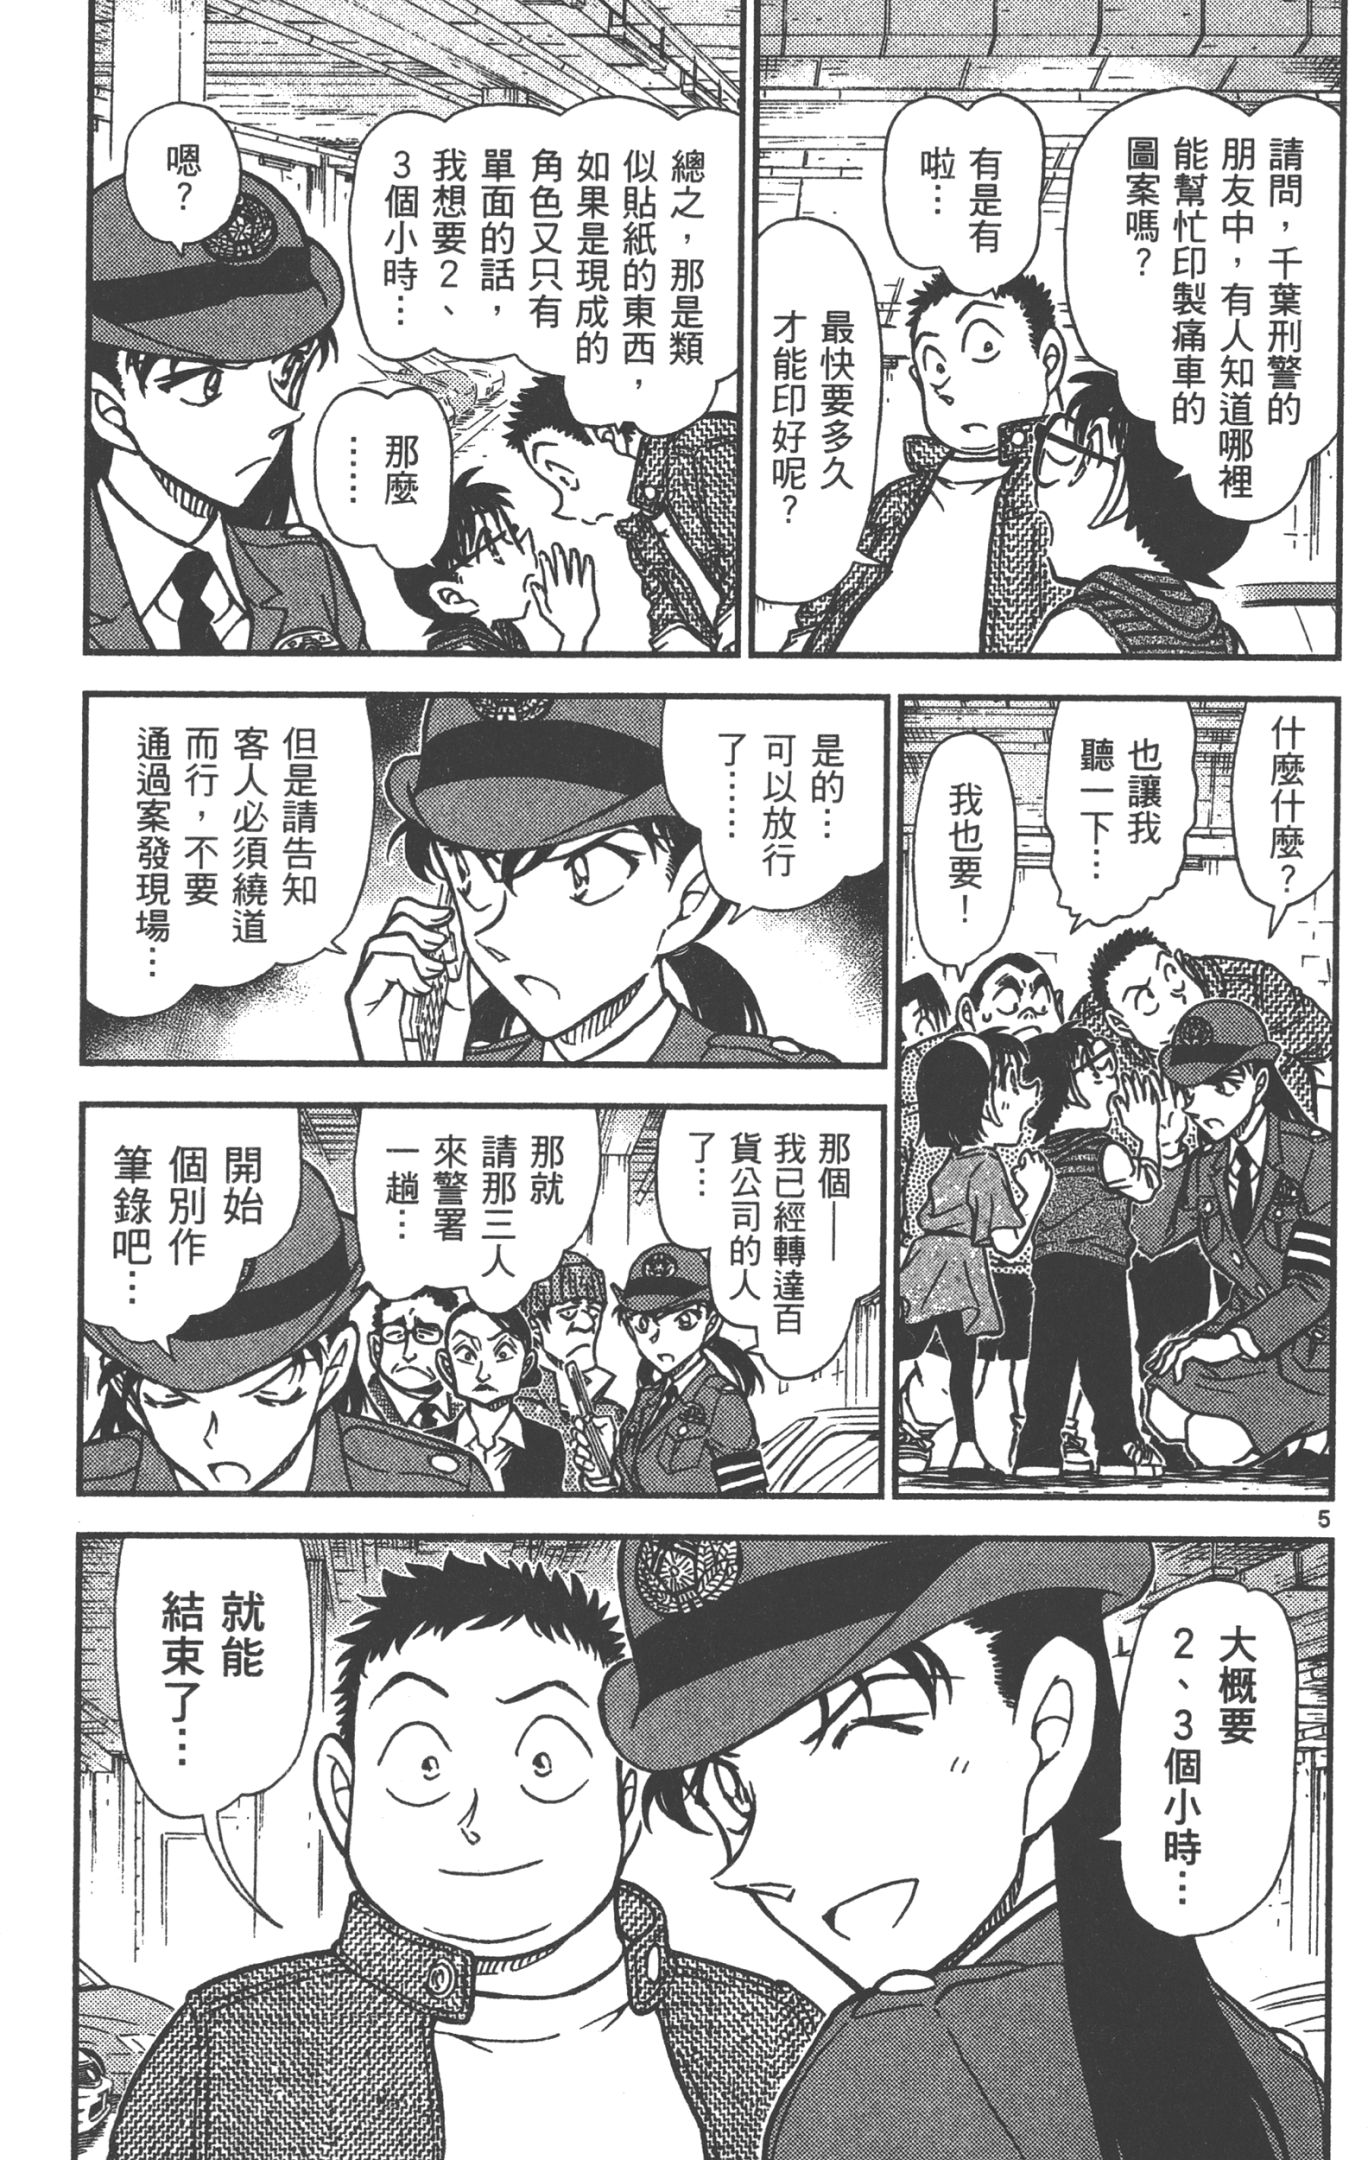 請問，千葉刑警的
朋友中，有人知道哪裡
能幫忙印製痛車的
圖案嗎？
有是有
啦…
最快要多久
才能印好呢？
總之，那是類
似貼紙的東西，
如果是現成的
角色又只有
單面的話，
我想要2、
3個小時…
那麼
……
嗯？
什麼什麼？
也讓我
聽一下…
我也要！
是的…
可以放行
了……
但是請告知
客人必須繞道
而行，不要
通過案發現場…
那個──
我已經轉達百
貨公司的人
了…
那就
請那三人
來警署
一趟…
開始
個別作
筆錄吧…
5
大概要
2、3個小時…
就能
結束了…